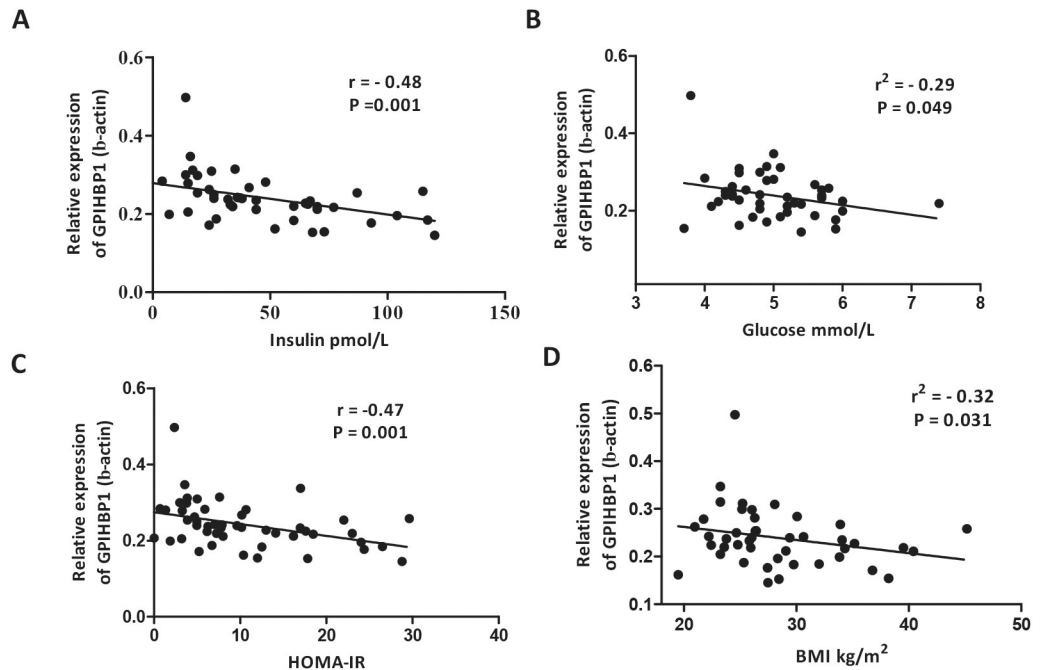 A
Relative expression
of GPIHBP1 (b-actin)
0.6
0.4
0.2
0.0
0
50
100
150
Insulin pmol/L
r = - 0.48
P =0.001
B
Relative expression
of GPIHBP1 (b-actin)
0.6
0.4
0.2
3
4
5
6
7
8
Glucose mmol/L
r² = - 0.29
P = 0.049
C
Relative expression
of GPIHBP1 (b-actin)
0.6
0.4
0.2
0.0
0
10
20
30
40
HOMA-IR
r = -0.47
P = 0.001
D
Relative expression
of GPIHBP1 (b-actin)
0.6
0.5
0.4
0.3
0.2
0.1
20
30
40
50
BMI kg/m²
r² = - 0.32
P = 0.031